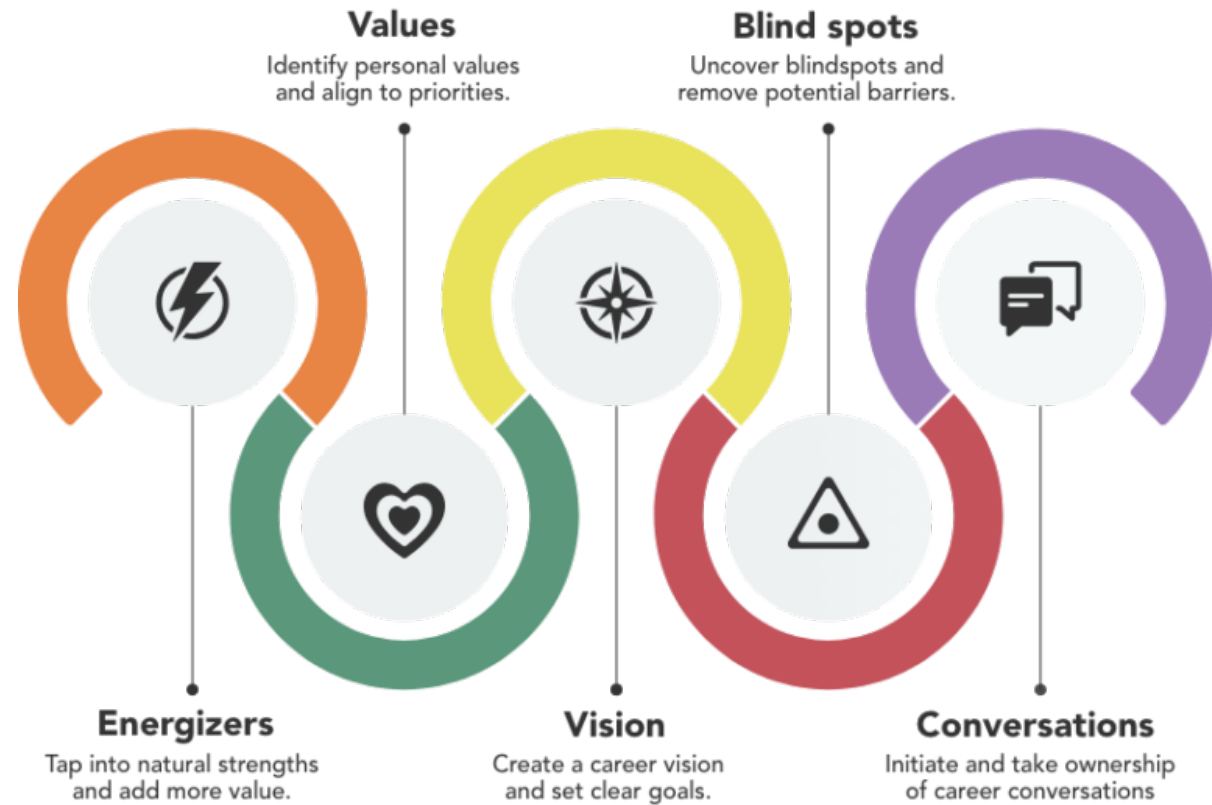 Values
Identify personal values
and align to priorities.
Blind spots
Uncover blindspots and
remove potential barriers.
Energizers
Tap into natural strengths
and add more value.
Vision
Create a career vision
and set clear goals.
Conversations
Initiate and take ownership
of career conversations